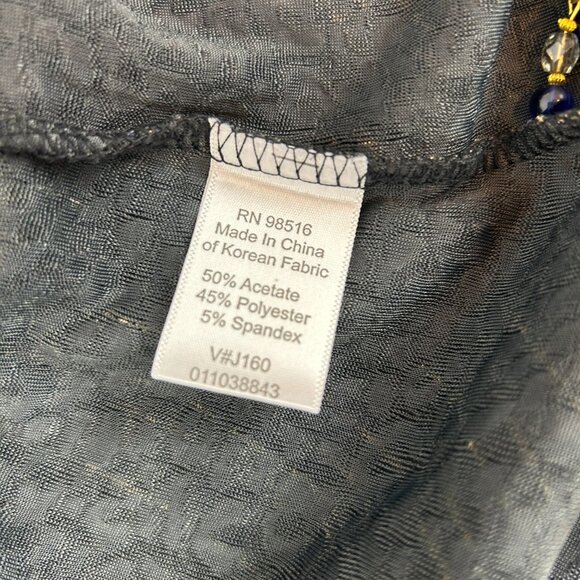 RN 98516
Made In China
of Korean Fabric
50% Acetate
45% Polyester
5% Spandex
V#J160
011038843